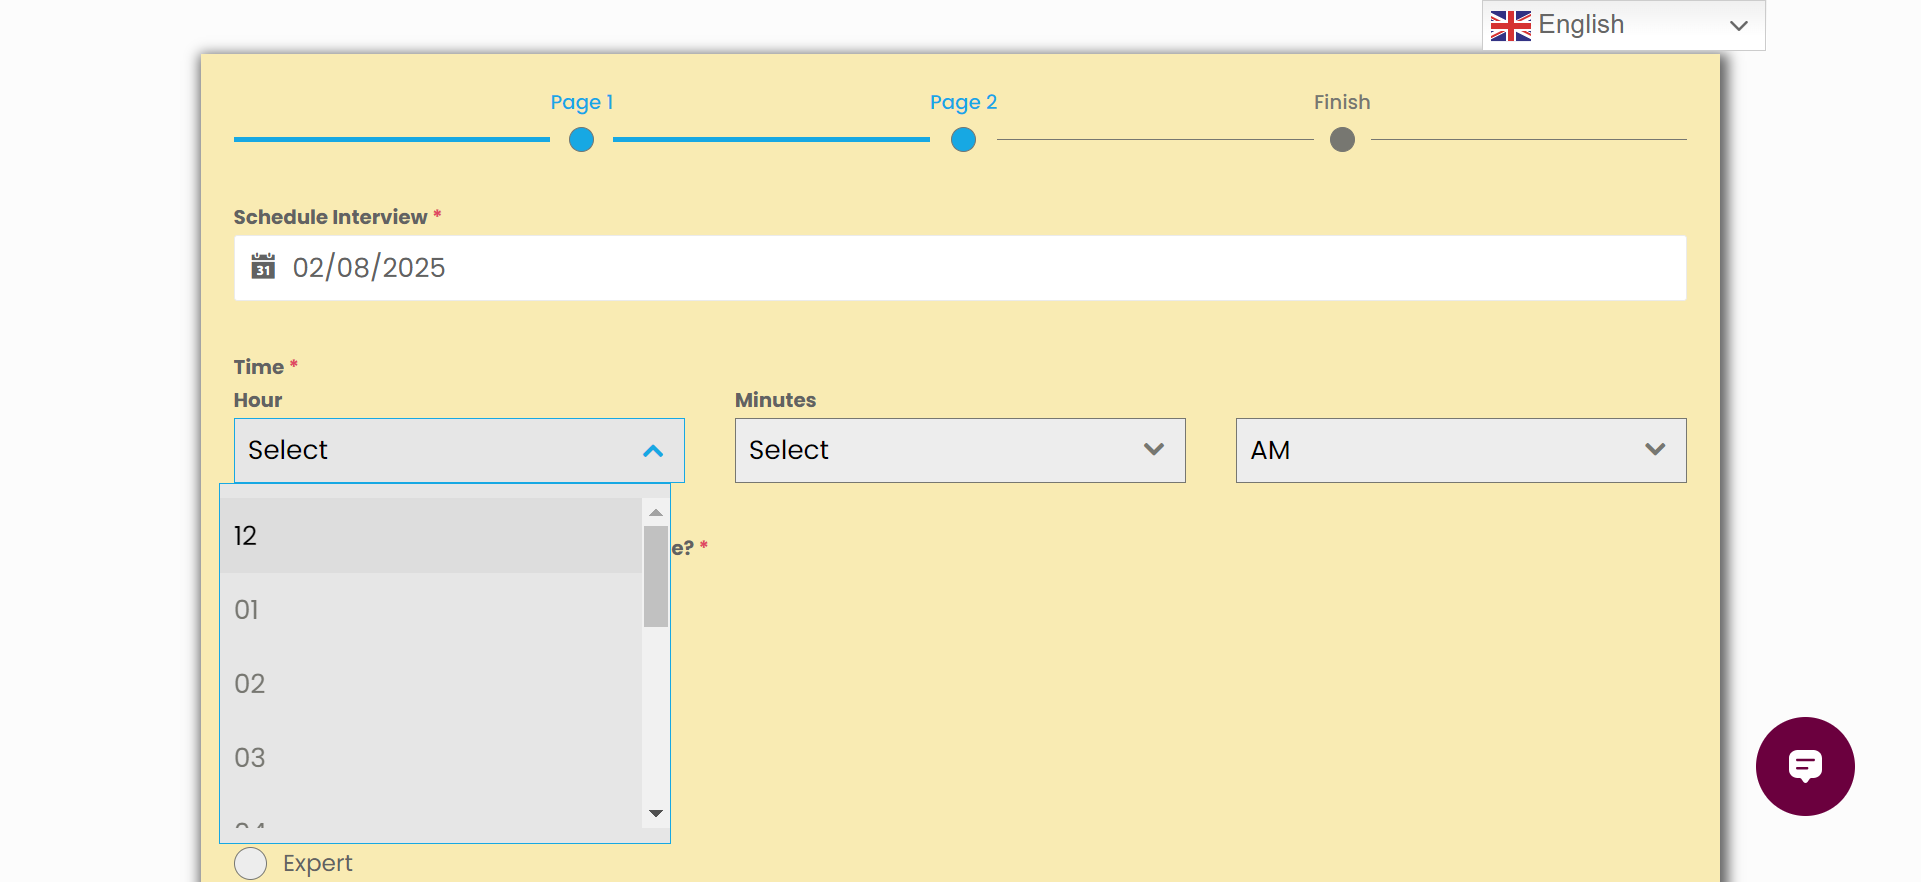 English
Page 1
Page 2
Finish
Schedule Interview *
31
02/08/2025
Time *
Hour
Minutes
Select
Select
AM
12
e? *
01
02
03
Expert